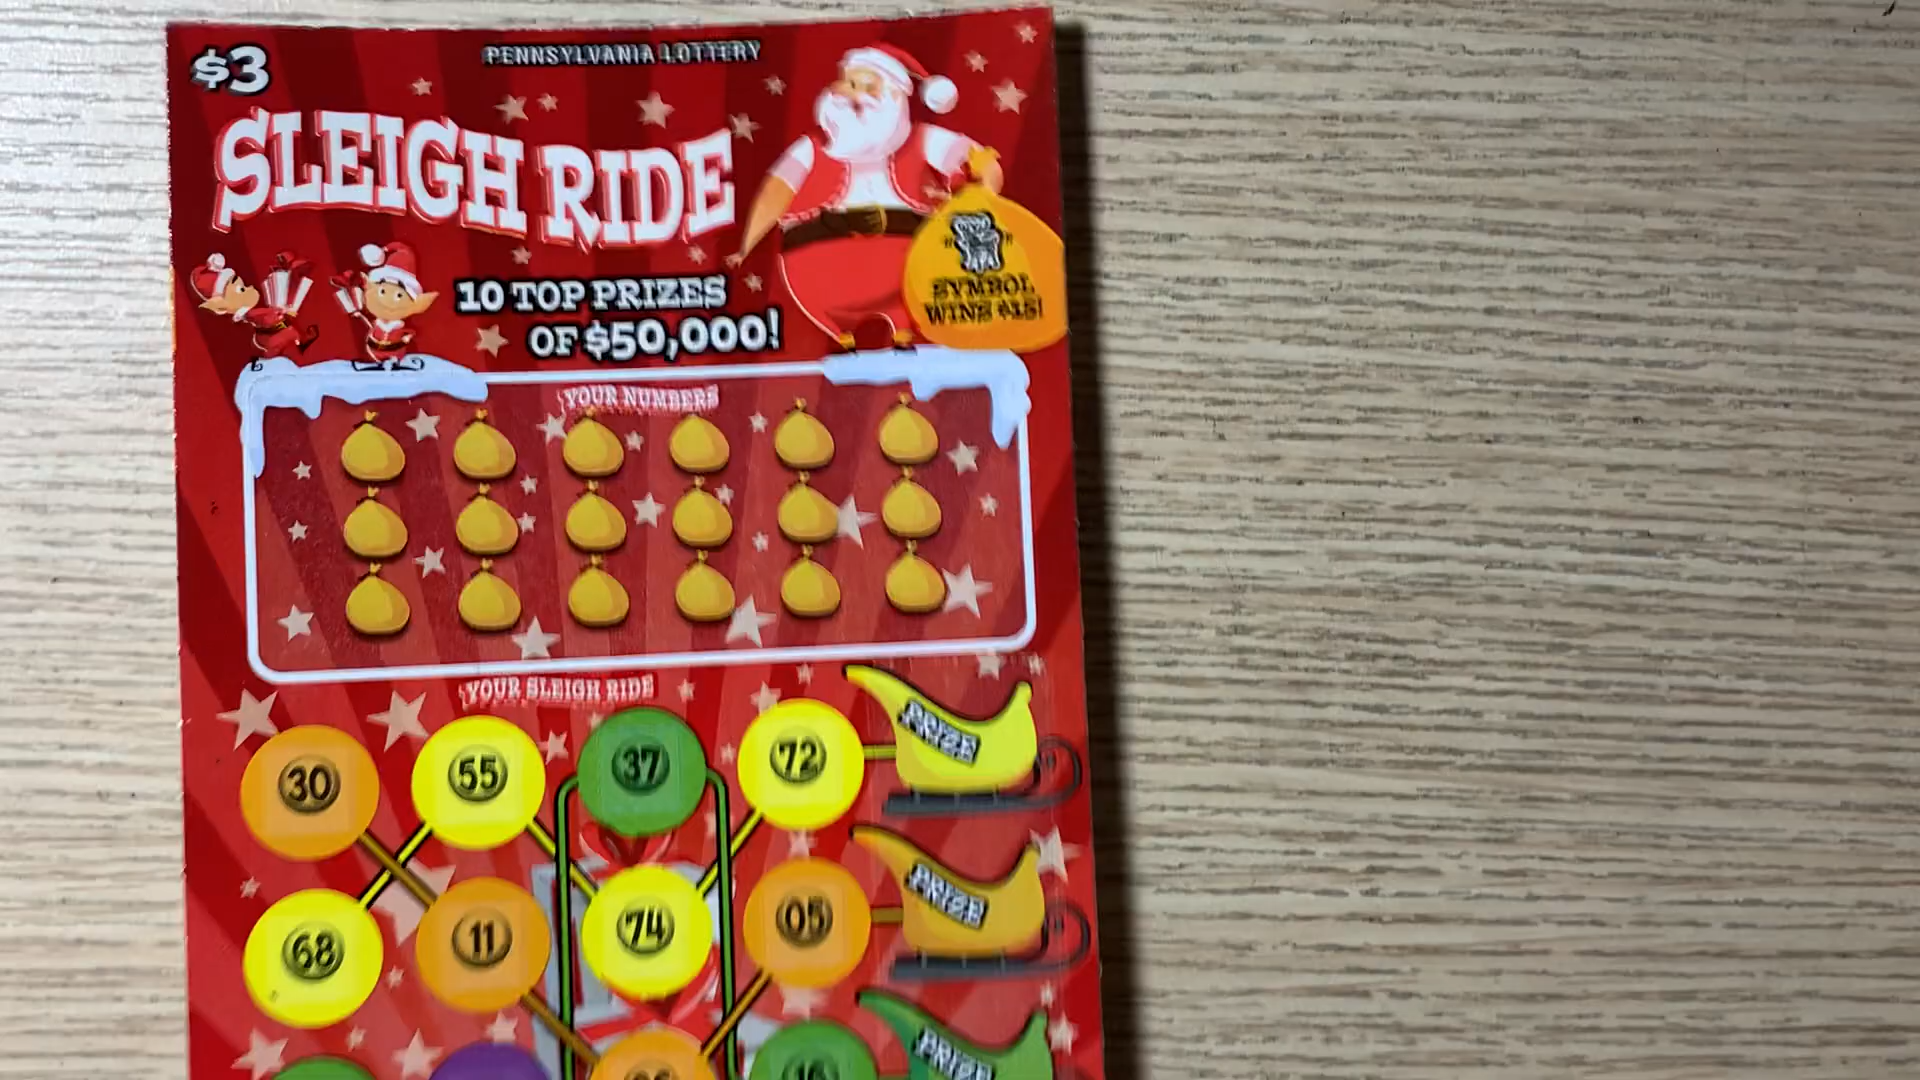 $3
PENNSYLVANIA LOTTERY
SLEIGH RIDE
10 TOP PRIZES
OF $50,000!
SYMBOL
WINS $15!
YOUR NUMBERS
YOUR SLEIGH RIDE
30 55 37 72 PRIZE
68 11 74 05 PRIZE
16 PRIZE